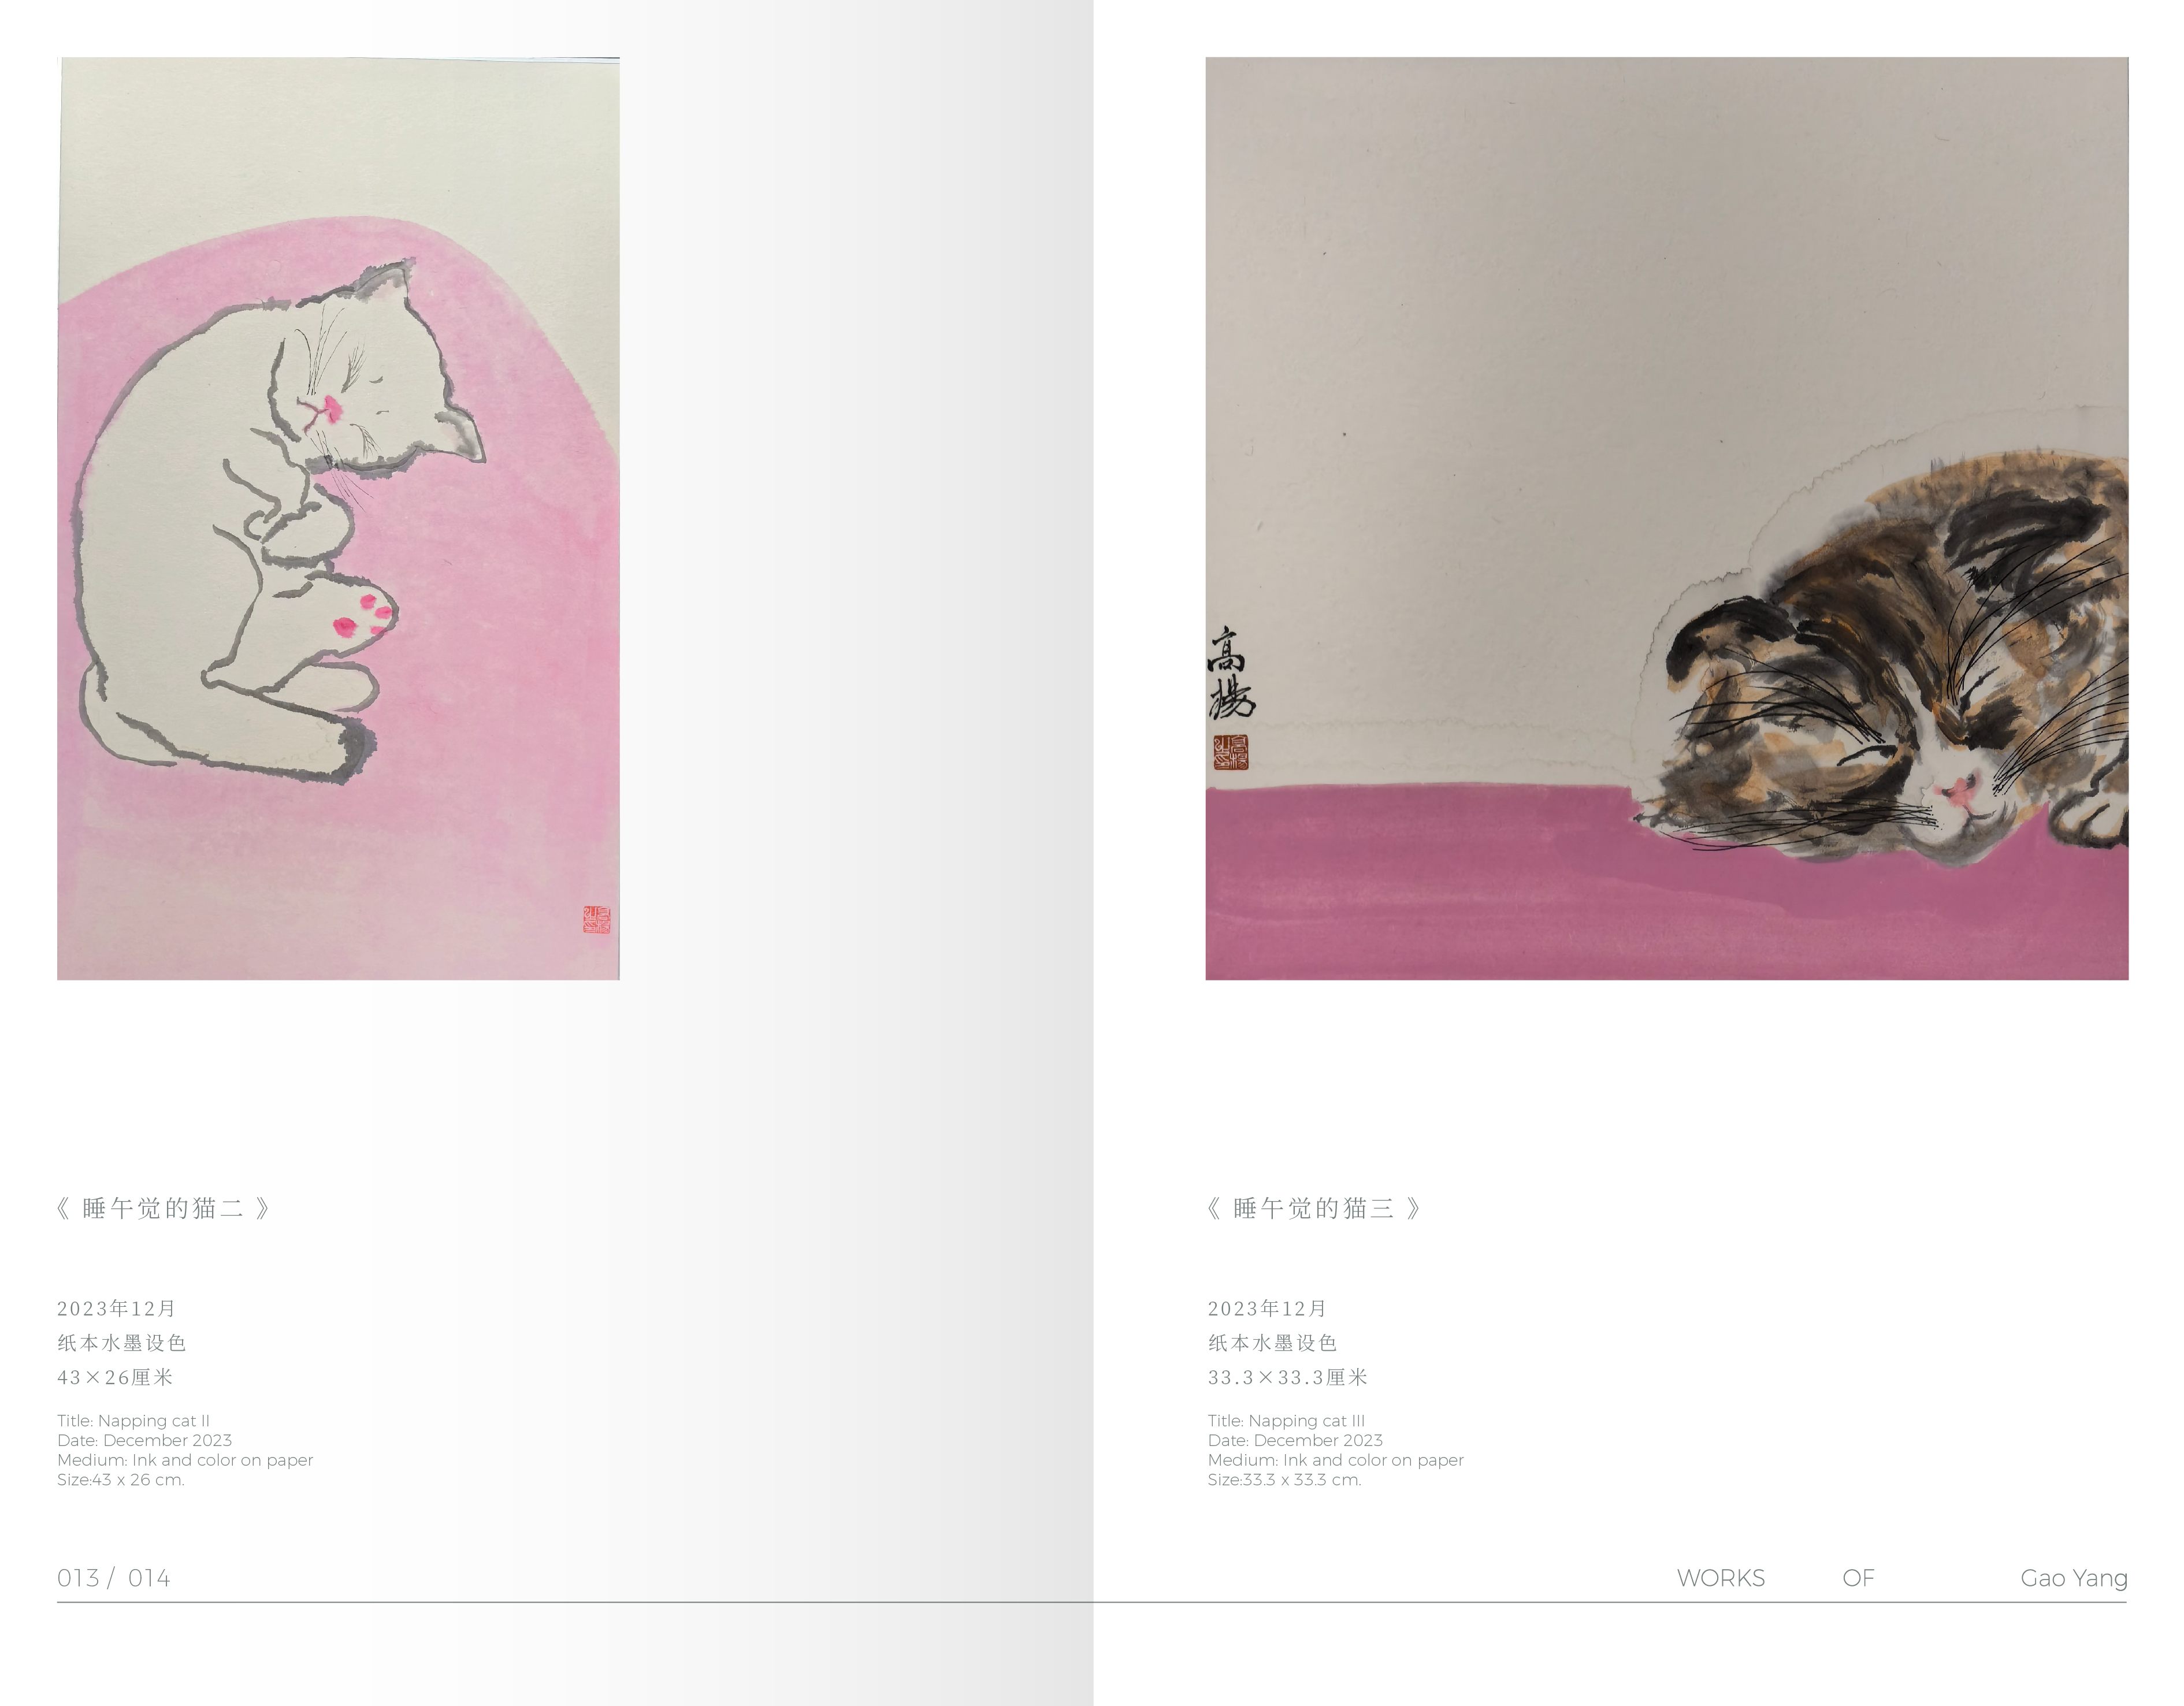 高
揚
《 睡午觉的猫二 》
2023年12月
纸本水墨设色
43×26厘米
Title: Napping cat II
Date: December 2023
Medium: Ink and color on paper
Size:43 x 26 cm.
《 睡午觉的猫三 》
2023年12月
纸本水墨设色
33.3×33.3厘米
Title: Napping cat III
Date: December 2023
Medium: Ink and color on paper
Size:33.3 x 33.3 cm.
013 / 014
WORKS OF Gao Yang